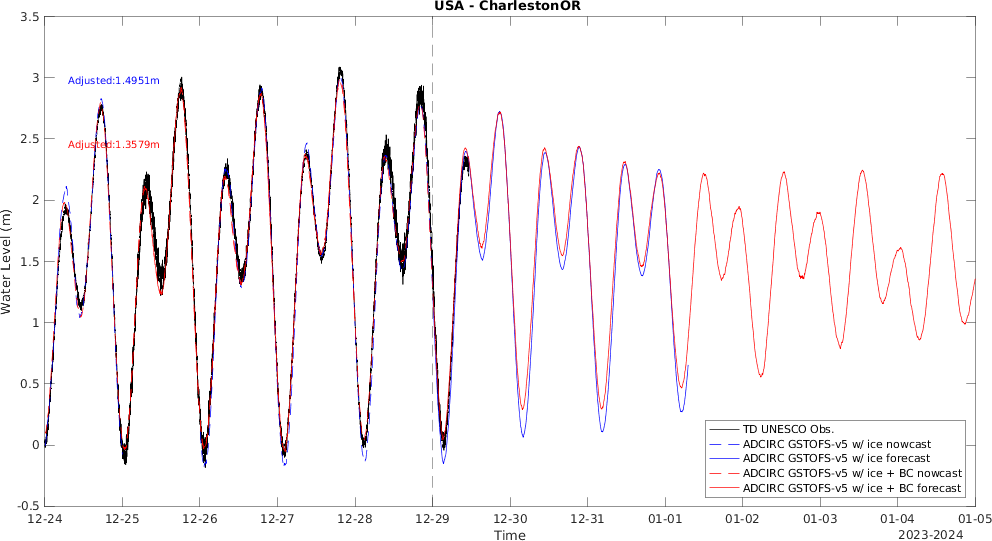 USA - CharlestonOR
3.5
3
2.5
2
1.5
1
0.5
0
-0.5
Water Level (m)
Adjusted:1.4951m
Adjusted:1.3579m
TD UNESCO Obs.
ADCIRC GSTOFS-v5 w/ ice nowcast
ADCIRC GSTOFS-v5 w/ ice forecast
ADCIRC GSTOFS-v5 w/ ice + BC nowcast
ADCIRC GSTOFS-v5 w/ ice + BC forecast
12-24 12-25 12-26 12-27 12-28 12-29 12-30 12-31 01-01 01-02 01-03 01-04 01-05
Time
2023-2024